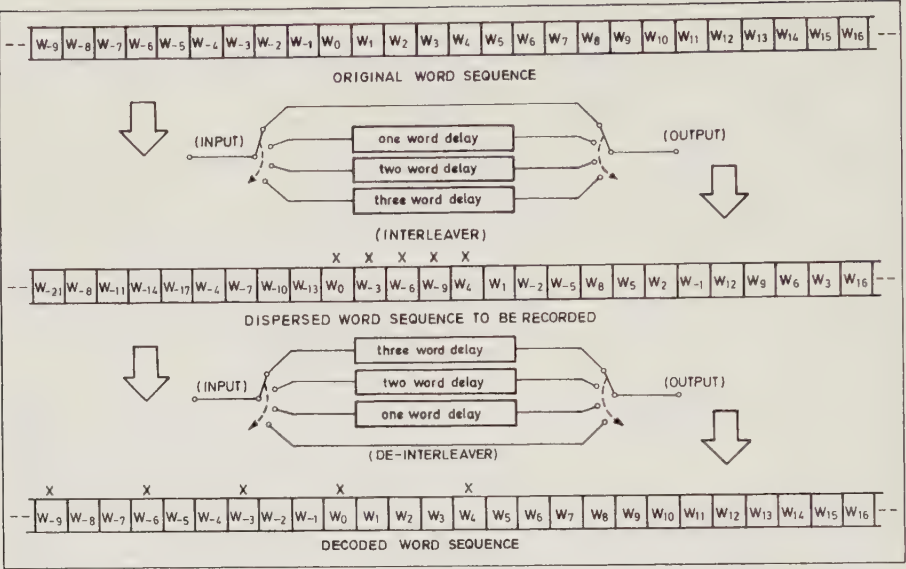 -- W₋₉ W₋₈ W₋₇ W₋₆ W₋₅ W₋₄ W₋₃ W₋₂ W₋₁ W₀ W₁ W₂ W₃ W₄ W₅ W₆ W₇ W₈ W₉ W₁₀ W₁₁ W₁₂ W₁₃ W₁₄ W₁₅ W₁₆ --
ORIGINAL WORD SEQUENCE
(INPUT)
(OUTPUT)
one word delay
two word delay
three word delay
(INTERLEAVER)
X X X X X
-- W₋₂₁ W₋₈ W₋₁₁ W₋₁₄ W₋₁₇ W₋₄ W₋₇ W₋₁₀ W₋₁₃ W₀ W₋₃ W₋₆ W₋₉ W₄ W₁ W₋₂ W₋₅ W₈ W₅ W₂ W₋₁ W₁₂ W₉ W₆ W₃ W₁₆ --
DISPERSED WORD SEQUENCE TO BE RECORDED
three word delay
(INPUT)
two word delay
(OUTPUT)
one word delay
(DE-INTERLEAVER)
X X X X X
-- W₋₉ W₋₈ W₋₇ W₋₆ W₋₅ W₋₄ W₋₃ W₋₂ W₋₁ W₀ W₁ W₂ W₃ W₄ W₅ W₆ W₇ W₈ W₉ W₁₀ W₁₁ W₁₂ W₁₃ W₁₄ W₁₅ W₁₆ --
DECODED WORD SEQUENCE